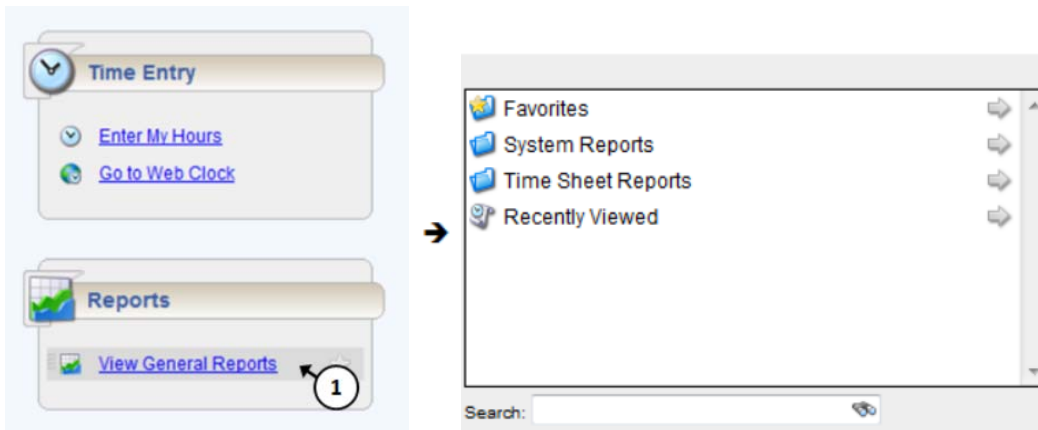 Time Entry
Enter My Hours
Go to Web Clock
Reports
View General Reports
1
Favorites
System Reports
Time Sheet Reports
Recently Viewed
Search: